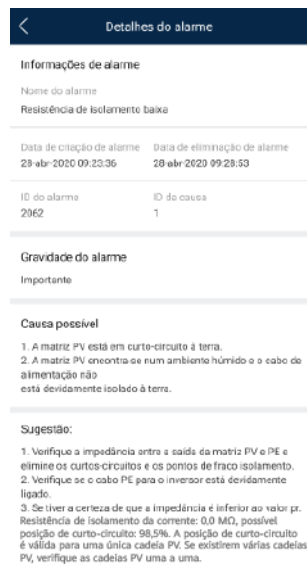 Detalhes do alarme
Informações de alarme
Nome do alarme
Resistência de isolamento baixa
Data de criação de alarme Data de eliminação de alarme
28-abr-2020 09:23:36 28-abr-2020 09:28:53
ID do alarme ID da causa
2062 1
Gravidade do alarme
Importante
Causa possível
1. A matriz PV está em curto-circuito à terra.
2. A matriz PV encontra-se num ambiente húmido e o cabo de
alimentação não
está devidamente isolado à terra.
Sugestão:
1. Verifique a impedância entre a saída da matriz PV e PE e
elimine os curtos-circuitos e os pontos de fraco isolamento.
2. Verifique se o cabo PE para o inversor está devidamente
ligado.
3. Se tiver a certeza de que a impedância é inferior ao valor pr.
Resistência de isolamento da corrente: 0,0 MΩ, possível
posição de curto-circuito: 98,5%. A posição de curto-circuito
é válida para uma única cadeia PV. Se existirem várias cadeias
PV, verifique as cadeias PV uma a uma.